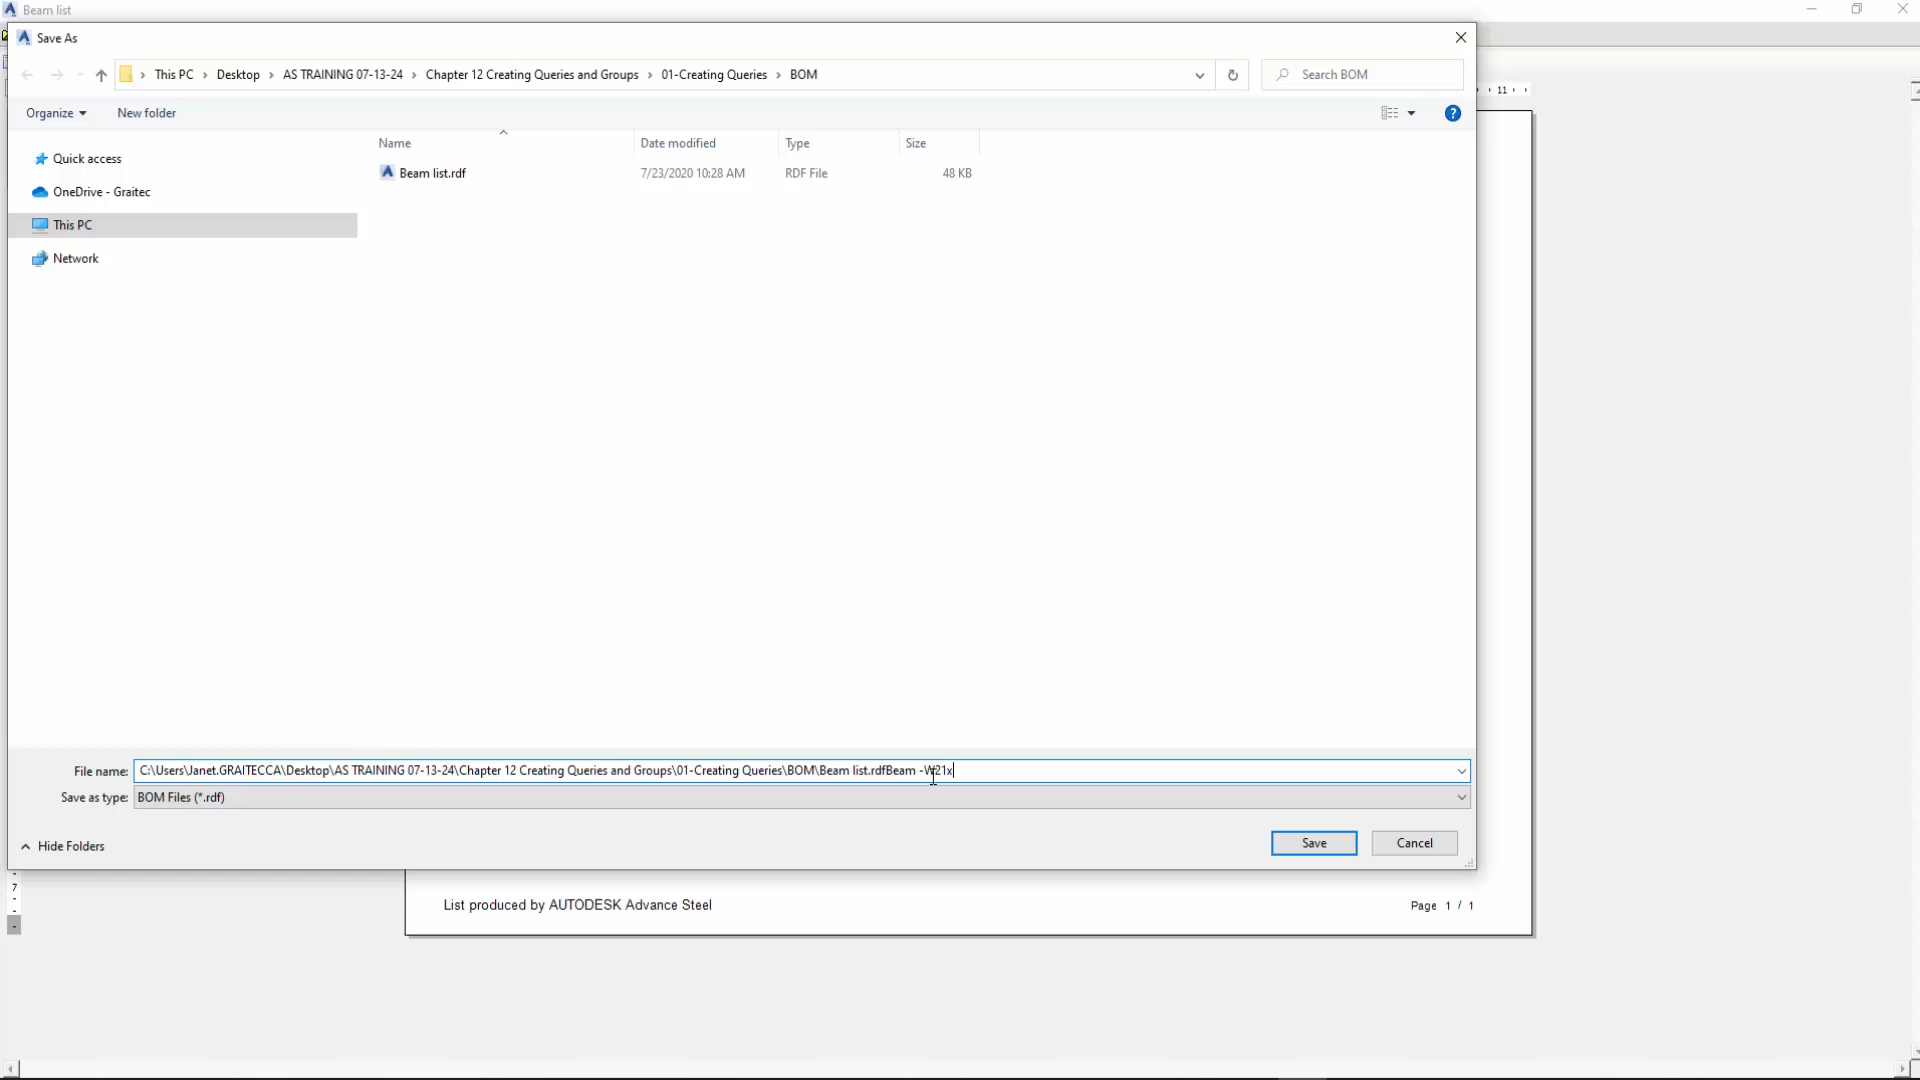 Beam list
Save As
This PC > Desktop > AS TRAINING 07-13-24 > Chapter 12 Creating Queries and Groups > 01-Creating Queries > BOM
Search BOM
Organize New folder
Name Date modified Type Size
Quick access
Beam list.rdf 7/23/2020 10:28 AM RDF File 48 KB
OneDrive - Graitec
This PC
Network
11
File name: C:\Users\Janet.GRAITECCA\Desktop\AS TRAINING 07-13-24\Chapter 12 Creating Queries and Groups\01-Creating Queries\BOM\Beam list.rdfBeam -W21x
Save as type: BOM Files (*.rdf)
Hide Folders
Save Cancel
7
List produced by AUTODESK Advance Steel
Page 1 / 1